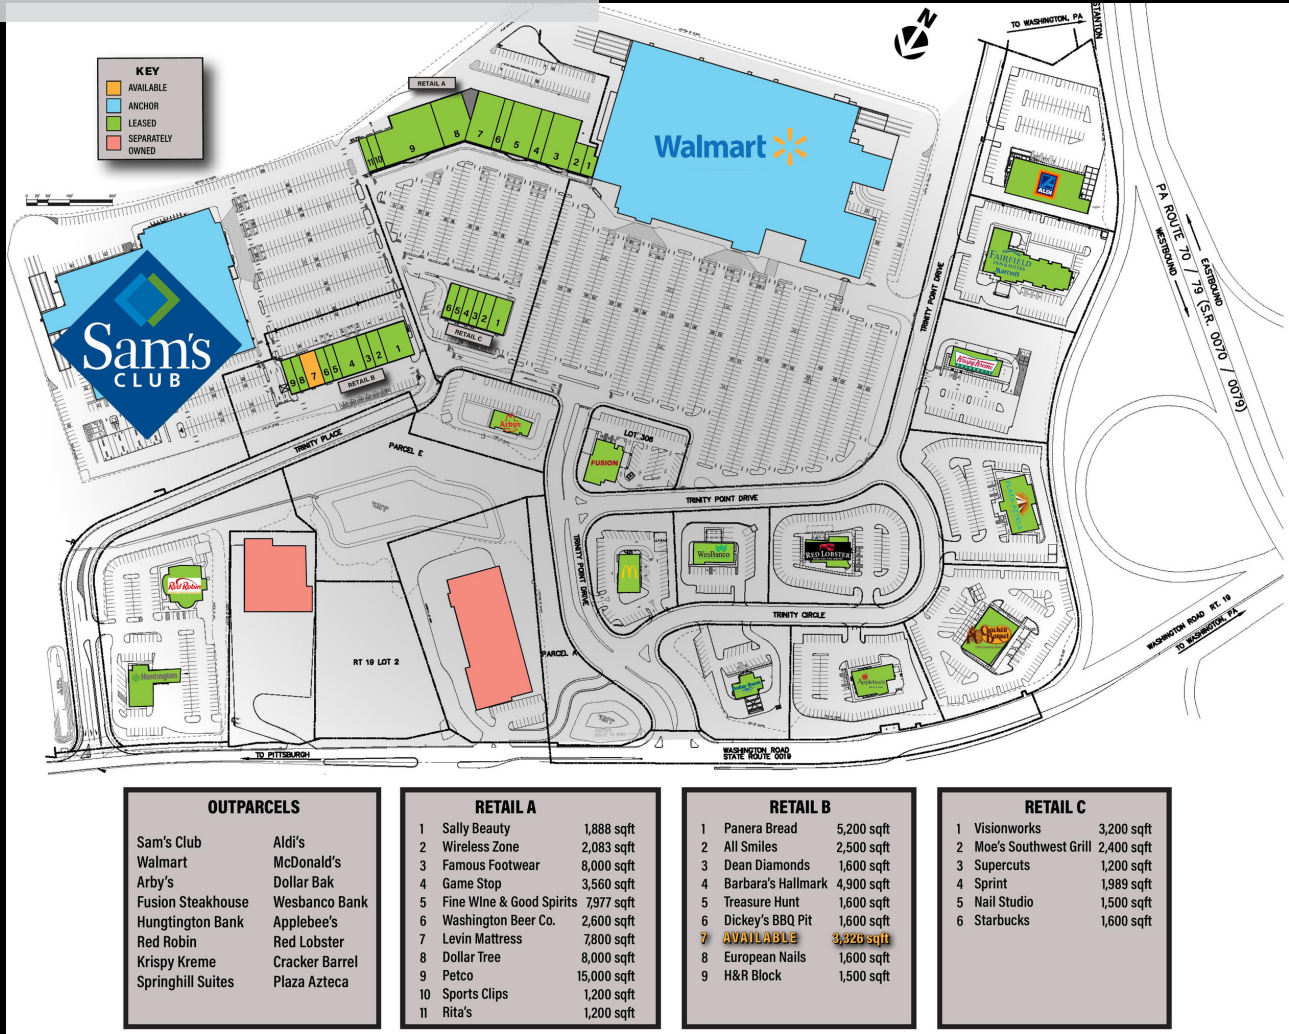 N
TO WASHINGTON, PA
STANTON
KEY
AVAILABLE
ANCHOR
LEASED
SEPARATELY
OWNED
RETAIL A
11 10 9 8 7 6 5 4 3 2 1
Walmart
ALDI
PA ROUTE 70 / 79 (S.R. 0070 / 0079)
WESTBOUND
EASTBOUND
FAIRFIELD
INN & SUITES
Marriott
TRINITY POINT DRIVE
Sam's
CLUB
6 5 4 3 2 1
RETAIL C
9 8 7 6 5 4 3 2 1
RETAIL B
Krispy Kreme
Arbys
LOT 306
FUSION
TRINITY PLACE
PARCEL E
TRINITY POINT DRIVE
PLAZA AZTECA
TRINITY POINT DRIVE
WesBanco
RED LOBSTER
Red Robin
TRINITY CIRCLE
WASHINGTON ROAD RT. 19
TO WASHINGTON, PA
Cracker
Barrel
RT 19 LOT 2
PARCEL A
Huntington
Dollar Bank
Applebee's
TO PITTSBURGH
WASHINGTON ROAD
STATE ROUTE 0019
OUTPARCELS
Sam's Club Aldi's
Walmart McDonald's
Arby's Dollar Bak
Fusion Steakhouse Wesbanco Bank
Hungtington Bank Applebee's
Red Robin Red Lobster
Krispy Kreme Cracker Barrel
Springhill Suites Plaza Azteca
RETAIL A
1 Sally Beauty 1,888 sqft
2 Wireless Zone 2,083 sqft
3 Famous Footwear 8,000 sqft
4 Game Stop 3,560 sqft
5 Fine WIne & Good Spirits 7,977 sqft
6 Washington Beer Co. 2,600 sqft
7 Levin Mattress 7,800 sqft
8 Dollar Tree 8,000 sqft
9 Petco 15,000 sqft
10 Sports Clips 1,200 sqft
11 Rita's 1,200 sqft
RETAIL B
1 Panera Bread 5,200 sqft
2 All Smiles 2,500 sqft
3 Dean Diamonds 1,600 sqft
4 Barbara's Hallmark 4,900 sqft
5 Treasure Hunt 1,600 sqft
6 Dickey's BBQ Pit 1,600 sqft
7 AVAILABLE 3,326 sqft
8 European Nails 1,600 sqft
9 H&R Block 1,500 sqft
RETAIL C
1 Visionworks 3,200 sqft
2 Moe's Southwest Grill 2,400 sqft
3 Supercuts 1,200 sqft
4 Sprint 1,989 sqft
5 Nail Studio 1,500 sqft
6 Starbucks 1,600 sqft